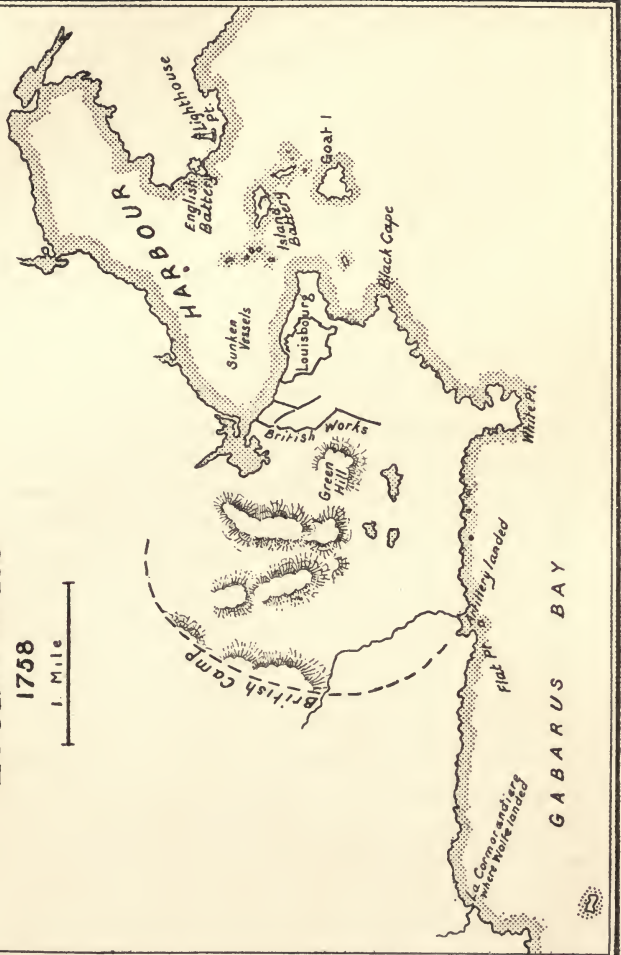 1758
1 Mile
HARBOUR
Lighthouse
Pt.
English
Battery
Island
Battery
Goat I
Sunken
Vessels
Louisbourg
Black Cape
British Works
Green
Hill
White Pt.
British Camp
Artillery landed
Flat Pt
GABARUS BAY
La Cormorandiere
where Wolfe landed